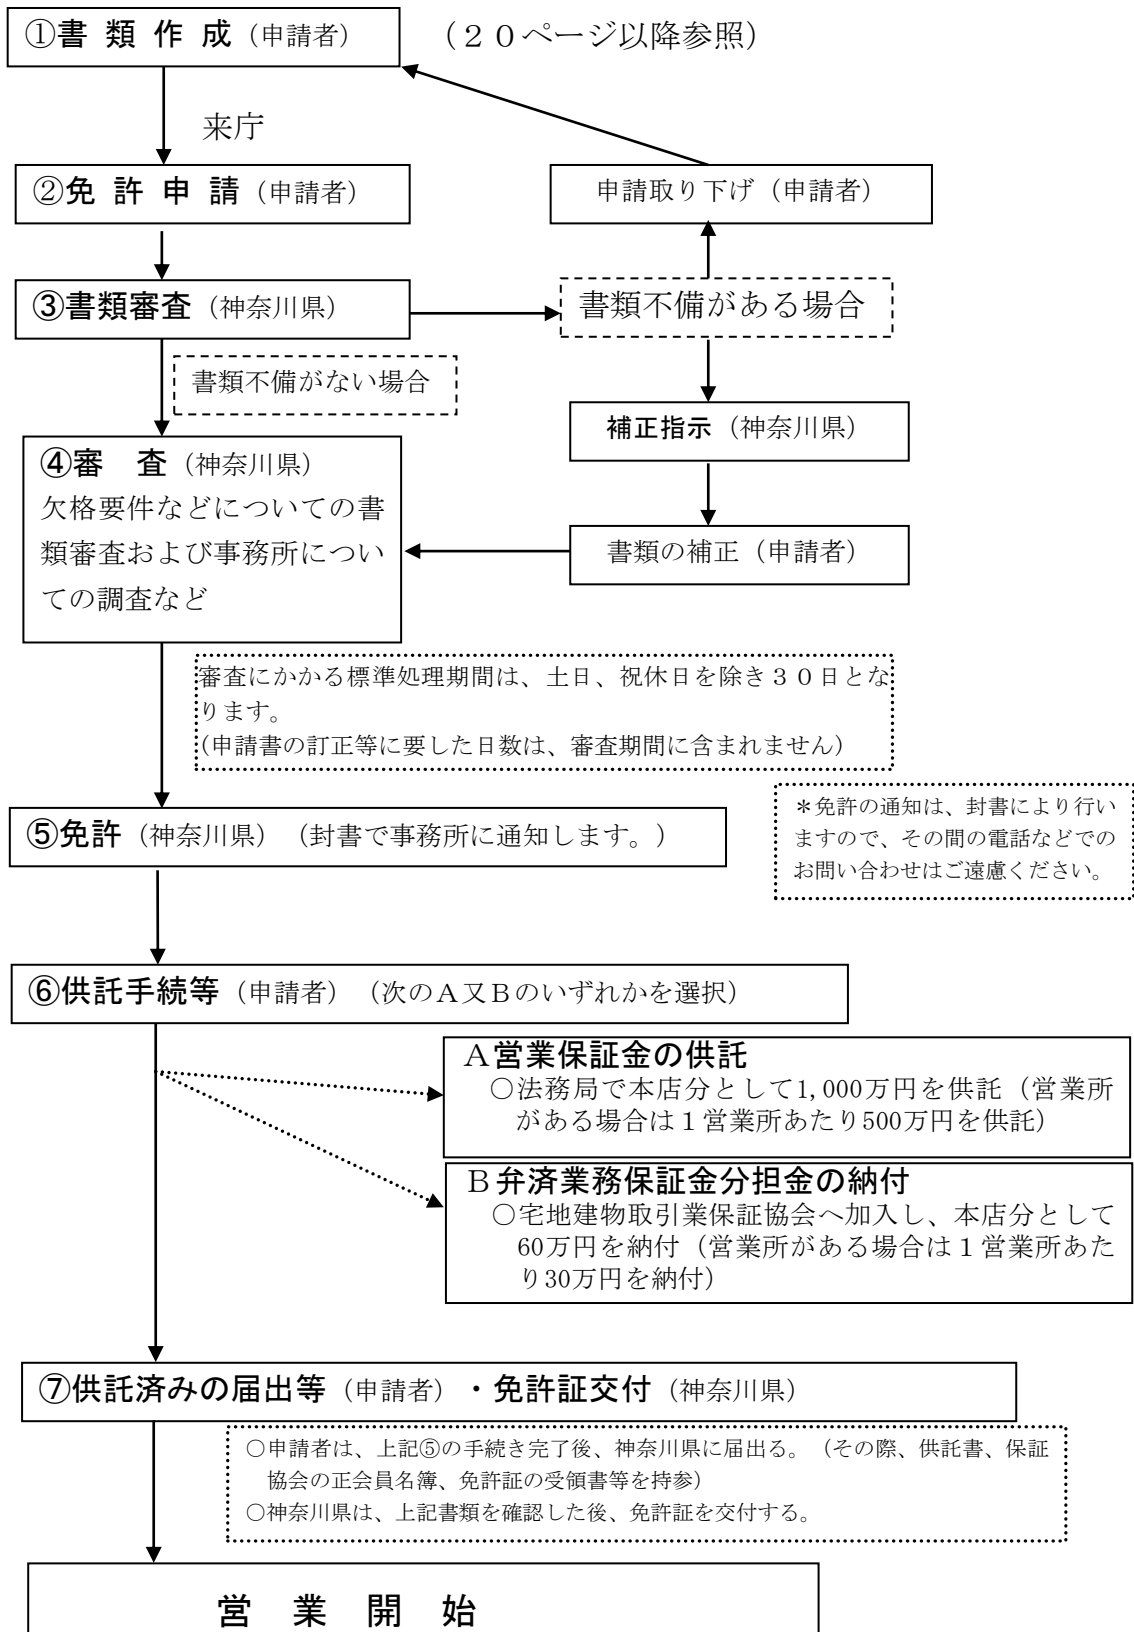 ①書 類 作 成（申請者）
（２０ページ以降参照）
来庁
②免 許 申 請（申請者）
申請取り下げ（申請者）
③書類審査（神奈川県）
書類不備がある場合
書類不備がない場合
補正指示（神奈川県）
④審　査（神奈川県）
欠格要件などについての書
類審査および事務所につい
ての調査など
書類の補正（申請者）
審査にかかる標準処理期間は、土日、祝休日を除き３０日とな
ります。
（申請書の訂正等に要した日数は、審査期間に含まれません）
⑤免許（神奈川県）（封書で事務所に通知します。）
＊免許の通知は、封書により行い
ますので、その間の電話などでの
お問い合わせはご遠慮ください。
⑥供託手続等（申請者）（次のＡ又Ｂのいずれかを選択）
Ａ営業保証金の供託
○法務局で本店分として1,000万円を供託（営業所
がある場合は１営業所あたり500万円を供託）
Ｂ弁済業務保証金分担金の納付
○宅地建物取引業保証協会へ加入し、本店分として
60万円を納付（営業所がある場合は１営業所あた
り30万円を納付）
⑦供託済みの届出等（申請者）・免許証交付（神奈川県）
○申請者は、上記⑤の手続き完了後、神奈川県に届出る。（その際、供託書、保証
協会の正会員名簿、免許証の受領書等を持参）
○神奈川県は、上記書類を確認した後、免許証を交付する。
営　業　開　始